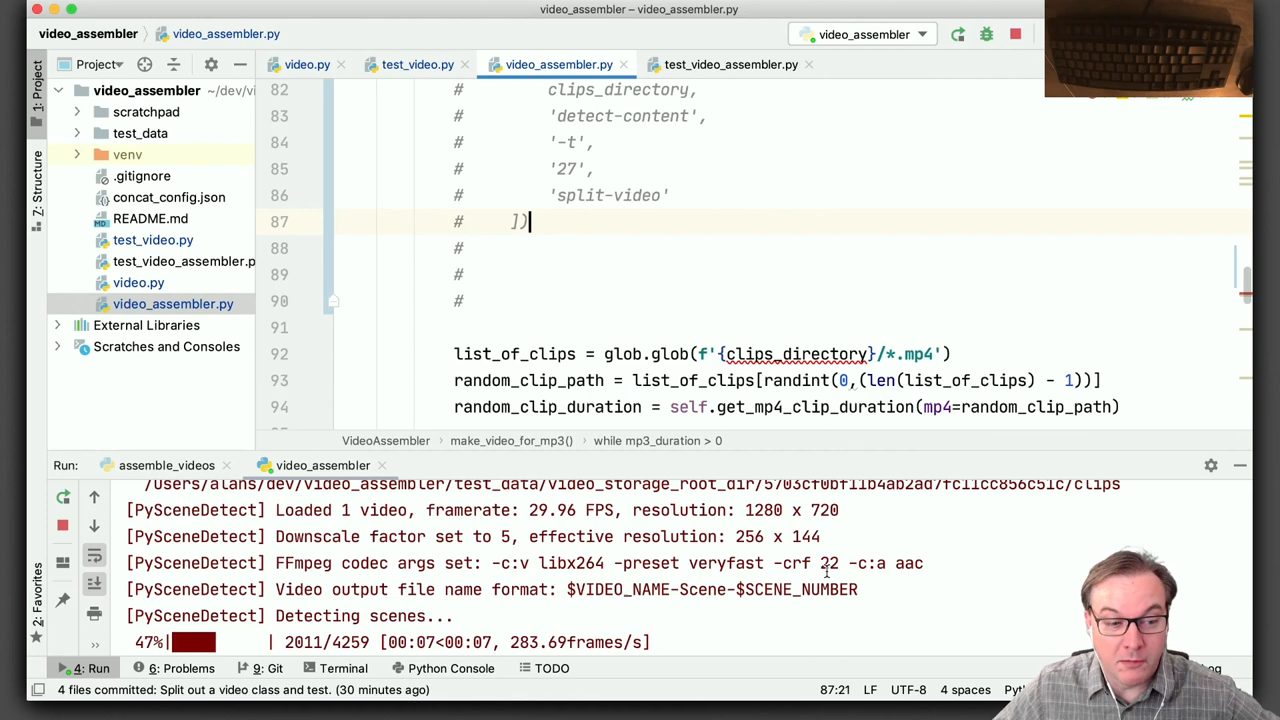 video_assembler – video_assembler.py
video_assembler
video_assembler.py
video_assembler
Project
video.py
test_video.py
video_assembler.py
test_video_assembler.py
1: Project
Z: Structure
2: Favorites
video_assembler ~/dev/vi
scratchpad
test_data
venv
.gitignore
concat_config.json
README.md
test_video.py
test_video_assembler.p
video.py
video_assembler.py
External Libraries
Scratches and Consoles
82 # clips_directory,
83 # 'detect-content',
84 # '-t',
85 # '27',
86 # 'split-video'
87 # ])
88 #
89 #
90 #
91
92 list_of_clips = glob.glob(f'{clips_directory}/*.mp4')
93 random_clip_path = list_of_clips[randint(0,(len(list_of_clips) - 1))]
94 random_clip_duration = self.get_mp4_clip_duration(mp4=random_clip_path)
VideoAssembler
make_video_for_mp3()
while mp3_duration > 0
Run:
assemble_videos
video_assembler
/Users/alans/dev/video_assembler/test_data/video_storage_root_dir/5703cf0bf11b4ab2ad7fc11cc856c51c/clips
[PySceneDetect] Loaded 1 video, framerate: 29.96 FPS, resolution: 1280 x 720
[PySceneDetect] Downscale factor set to 5, effective resolution: 256 x 144
[PySceneDetect] FFmpeg codec args set: -c:v libx264 -preset veryfast -crf 22 -c:a aac
[PySceneDetect] Video output file name format: $VIDEO_NAME-Scene-$SCENE_NUMBER
[PySceneDetect] Detecting scenes...
47%| | 2011/4259 [00:07<00:07, 283.69frames/s]
4: Run
6: Problems
9: Git
Terminal
Python Console
TODO
4 files committed: Split out a video class and test. (30 minutes ago)
87:21 LF UTF-8 4 spaces